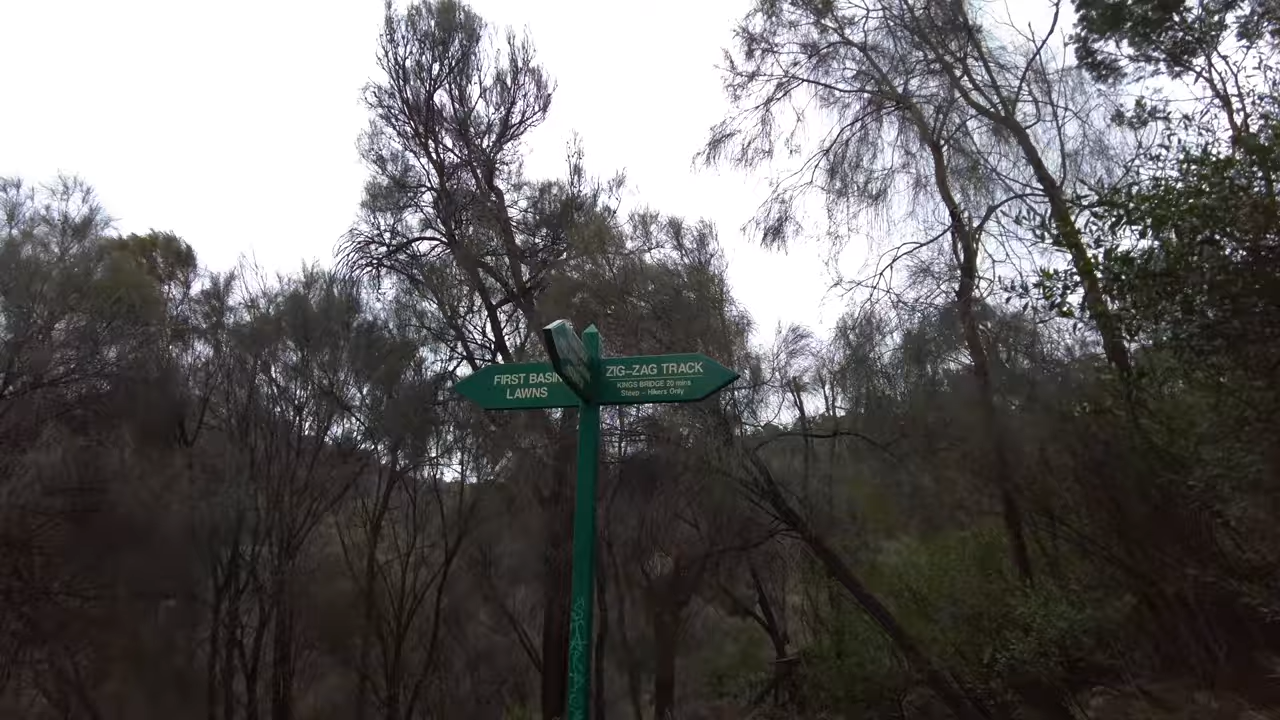 FIRST BASIN
LAWNS
ZIG-ZAG TRACK
KINGS BRIDGE 20 mins
Steep - Hikers Only